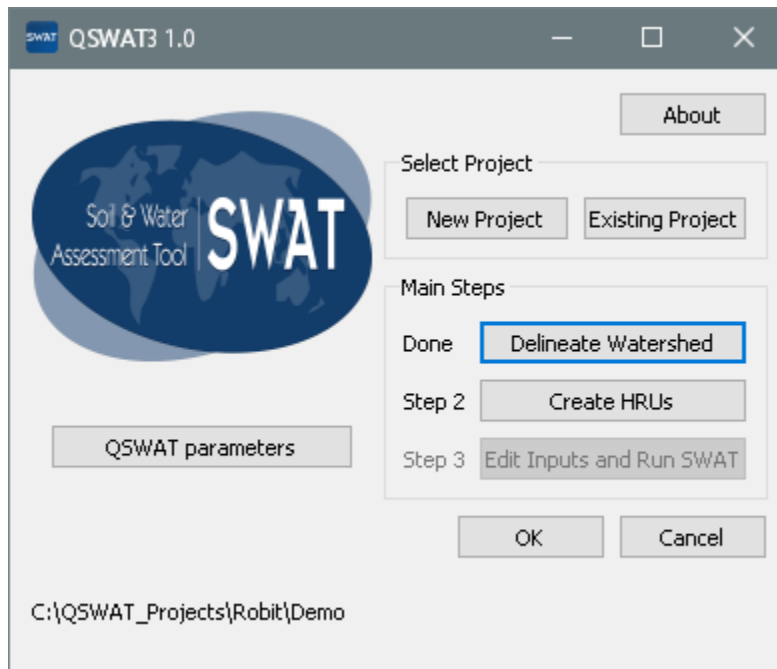 SWAT QSWAT3 1.0
About
Select Project
New Project Existing Project
Soil & Water
Assessment Tool SWAT
Main Steps
Done Delineate Watershed
Step 2 Create HRUs
QSWAT parameters
Step 3 Edit Inputs and Run SWAT
OK Cancel
C:\QSWAT_Projects\Robit\Demo